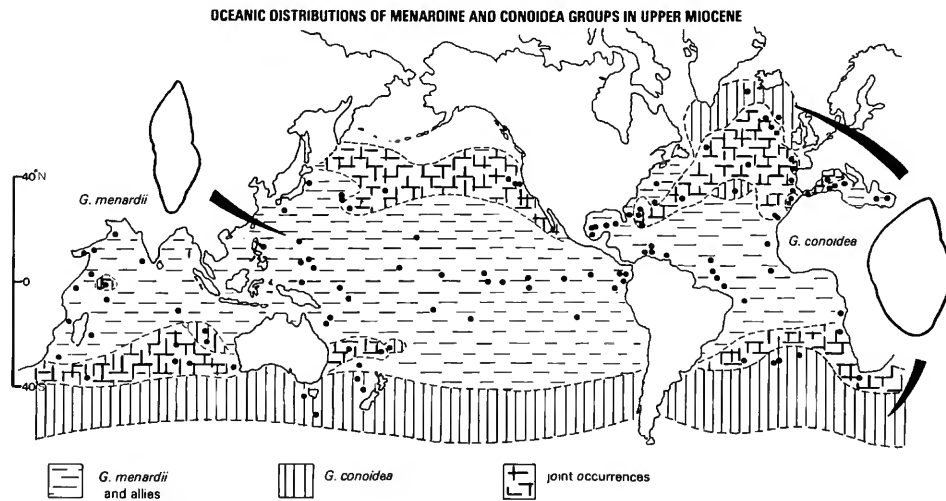 OCEANIC DISTRIBUTIONS OF MENARDINE AND CONOIDEA GROUPS IN UPPER MIOCENE
40°N
G. menardii
G. conoidea
0
40°S
G. menardii
and allies
G. conoidea
joint occurrences